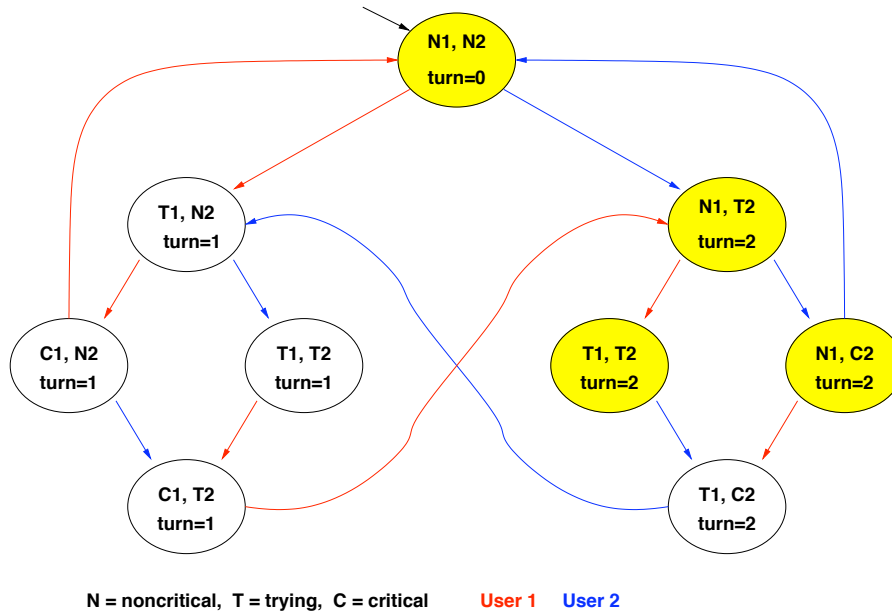 N1, N2
turn=0
T1, N2
turn=1
N1, T2
turn=2
C1, N2
turn=1
T1, T2
turn=1
T1, T2
turn=2
N1, C2
turn=2
C1, T2
turn=1
T1, C2
turn=2
N = noncritical, T = trying, C = critical User 1 User 2